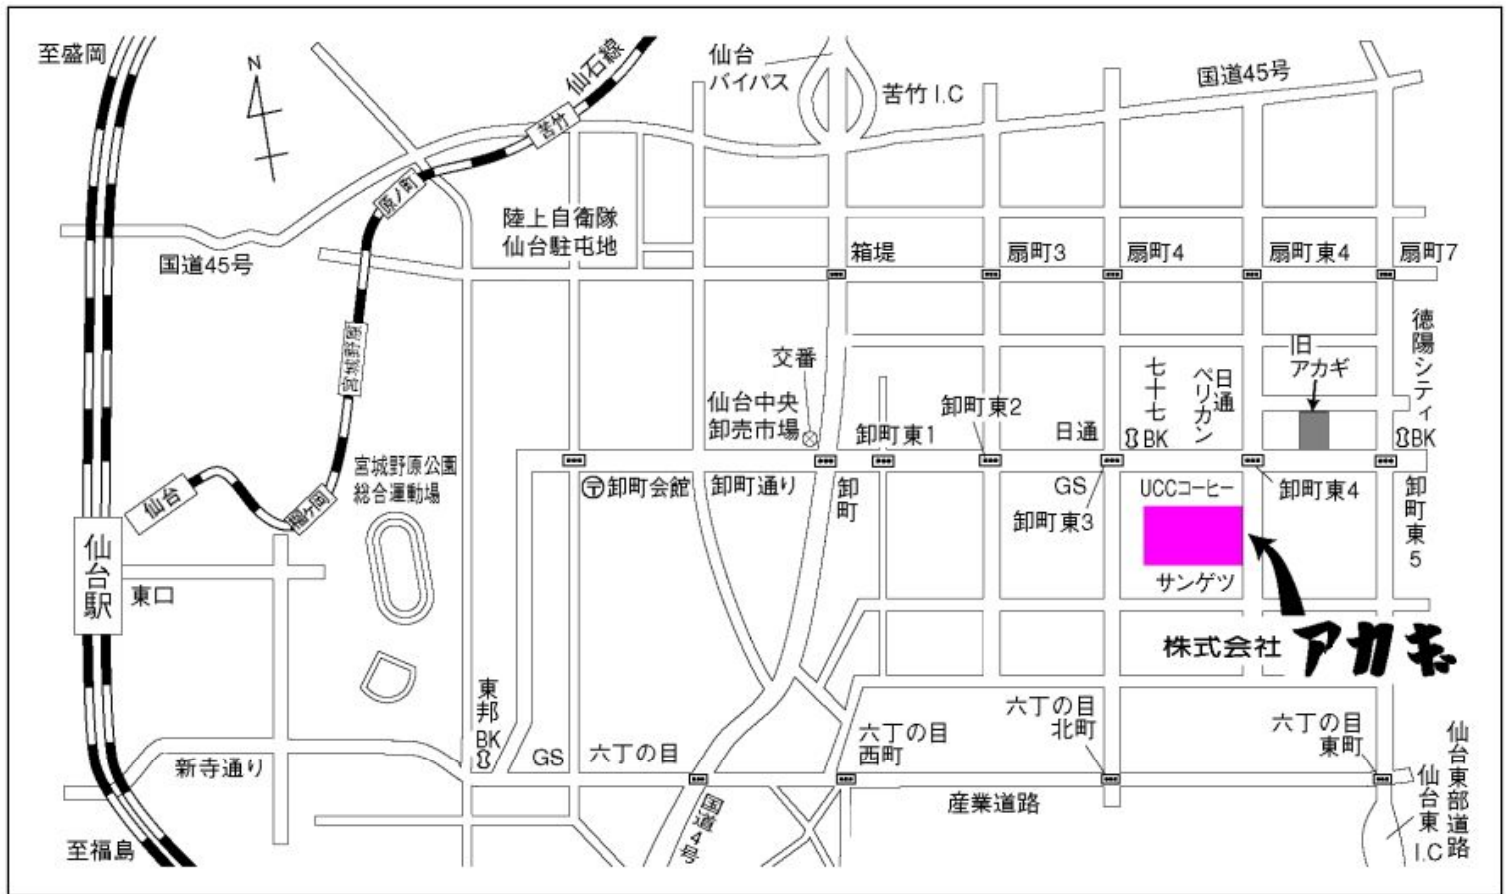 至盛岡
N
仙石線
苦竹
原ノ町
仙台
バイパス
苦竹I.C
国道45号
国道45号
陸上自衛隊
仙台駐屯地
箱堤
扇町3
扇町4
扇町東4
扇町7
宮城野原
交番
仙台中央
卸売市場
卸町東1
卸町東2
日通
七十七
BK
日通
ペリカン
旧
アカギ
徳陽シティ
BK
宮城野原公園
総合運動場
仙台
榴ヶ岡
〒卸町会館
卸町通り
卸町
GS
卸町東3
UCCコーヒー
卸町東4
卸町東5
サンゲツ
株式会社アカギ
仙台駅
東口
東邦
BK
GS
六丁の目
六丁の目
西町
六丁の目
北町
六丁の目
東町
新寺通り
産業道路
国道4号
仙台東部道路
仙台東
I.C
至福島